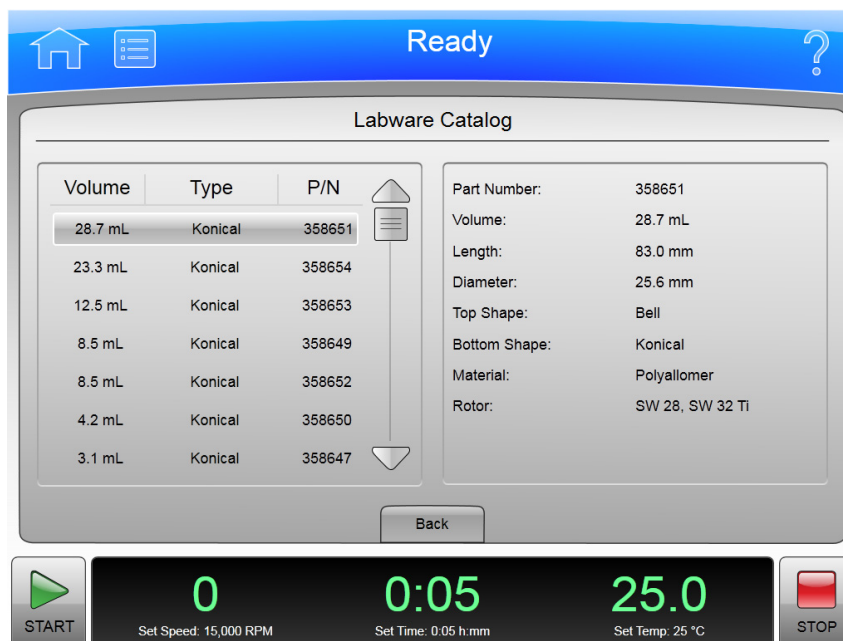 Ready
Labware Catalog
Volume Type P/N
28.7 mL Konical 358651
23.3 mL Konical 358654
12.5 mL Konical 358653
8.5 mL Konical 358649
8.5 mL Konical 358652
4.2 mL Konical 358650
3.1 mL Konical 358647
Part Number: 358651
Volume: 28.7 mL
Length: 83.0 mm
Diameter: 25.6 mm
Top Shape: Bell
Bottom Shape: Konical
Material: Polyallomer
Rotor: SW 28, SW 32 Ti
Back
START
0
Set Speed: 15,000 RPM
0:05
Set Time: 0:05 h:mm
25.0
Set Temp: 25 °C
STOP